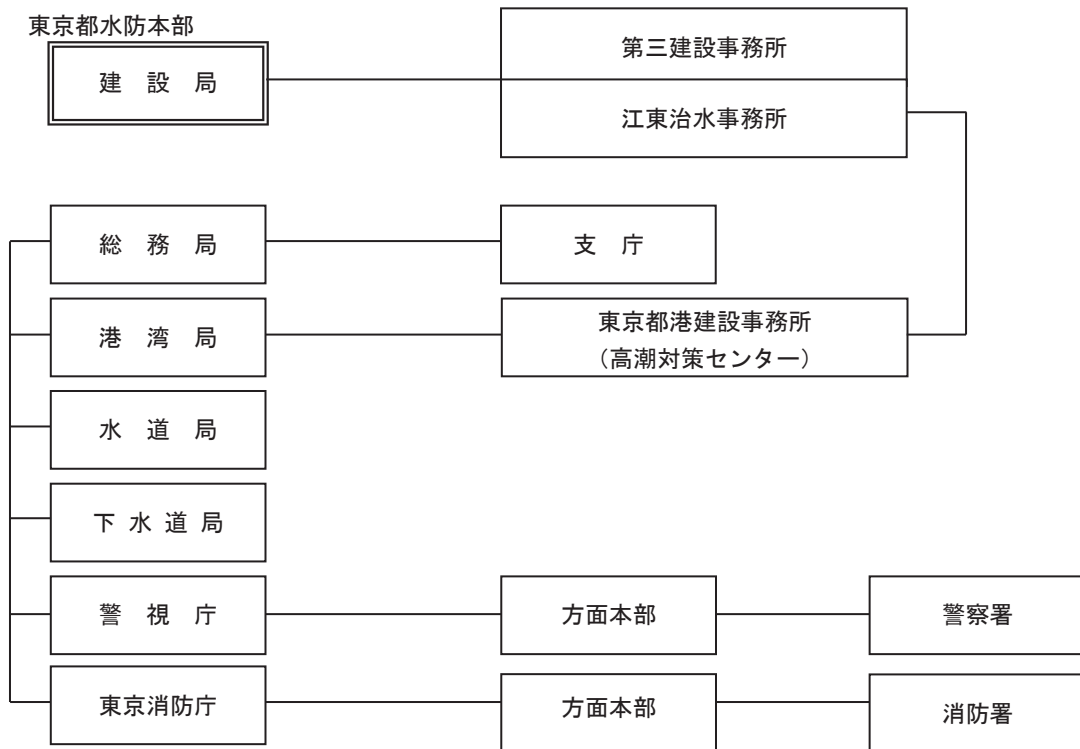 東京都水防本部
建 設 局
第三建設事務所
江東治水事務所
総 務 局
支 庁
港 湾 局
東京都港建設事務所
（高潮対策センター）
水 道 局
下 水 道 局
警 視 庁
方面本部
警察署
東京消防庁
方面本部
消防署